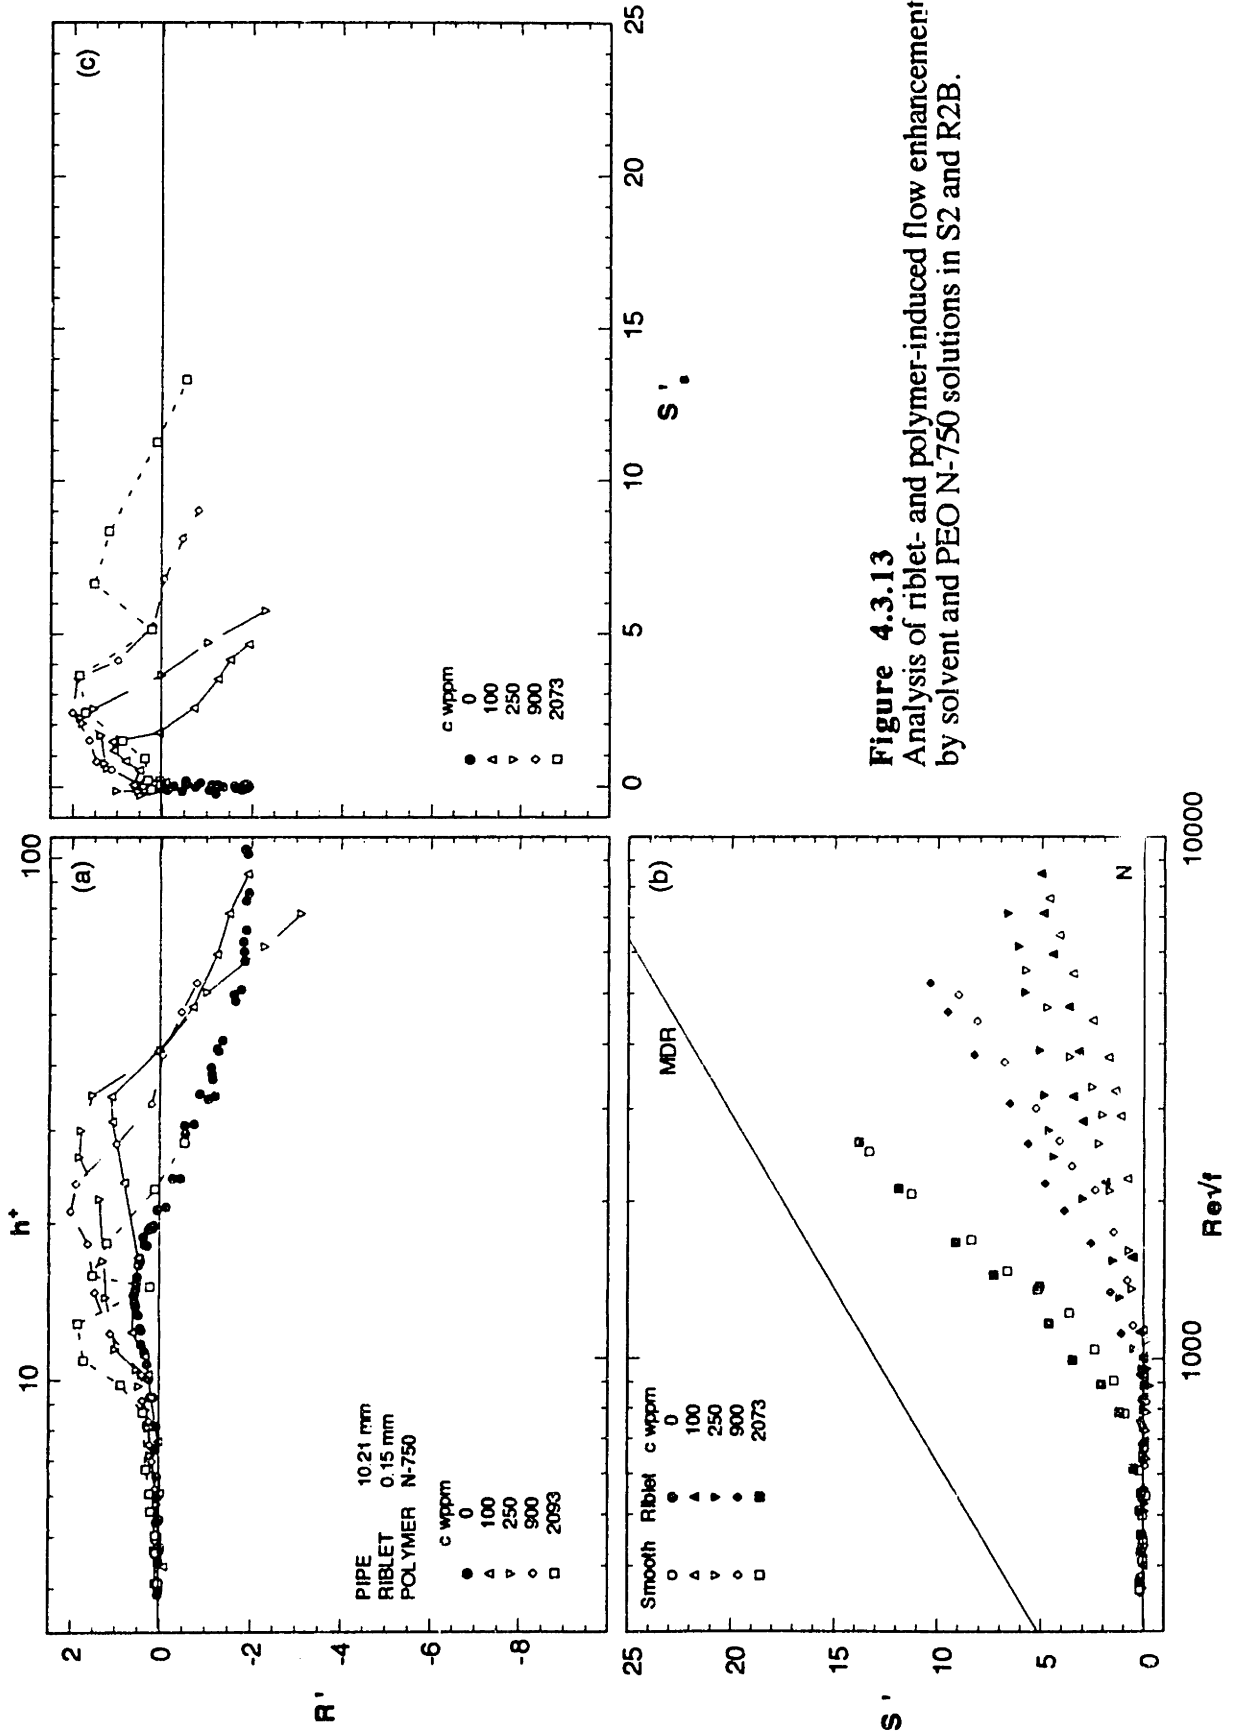 h+
10
100
(a)
2
0
-2
-4
-6
-8
R'
PIPE 10.21 mm
RIBLET 0.15 mm
POLYMER N-750
c wppm
0
100
250
900
2093
(c)
c wppm
0
100
250
900
2073
0
5
10
15
20
25
S's
(b)
25
20
15
10
5
0
S'
MDR
N
Smooth Riblet c wppm
0
100
250
900
2073
1000
10000
Re√f
Figure 4.3.13
Analysis of riblet- and polymer-induced flow enhancement
by solvent and PEO N-750 solutions in S2 and R2B.